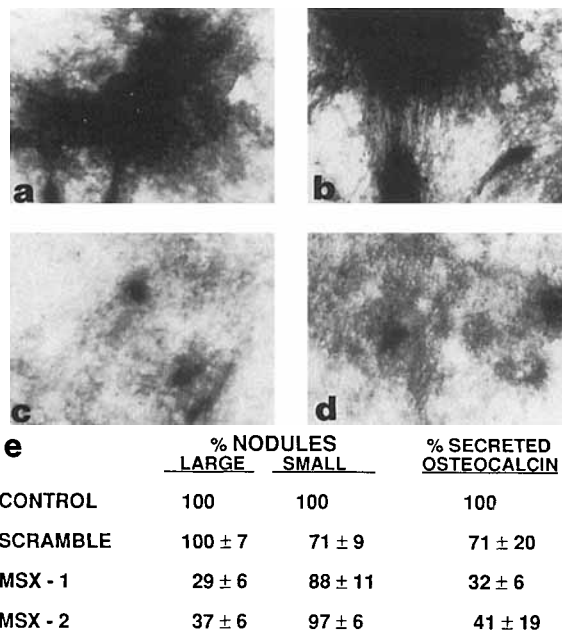 a
b
c
d
e
% NODULES % SECRETED
LARGE SMALL OSTEOCALCIN
CONTROL 100 100 100
SCRAMBLE 100 ± 7 71 ± 9 71 ± 20
MSX - 1 29 ± 6 88 ± 11 32 ± 6
MSX - 2 37 ± 6 97 ± 6 41 ± 19